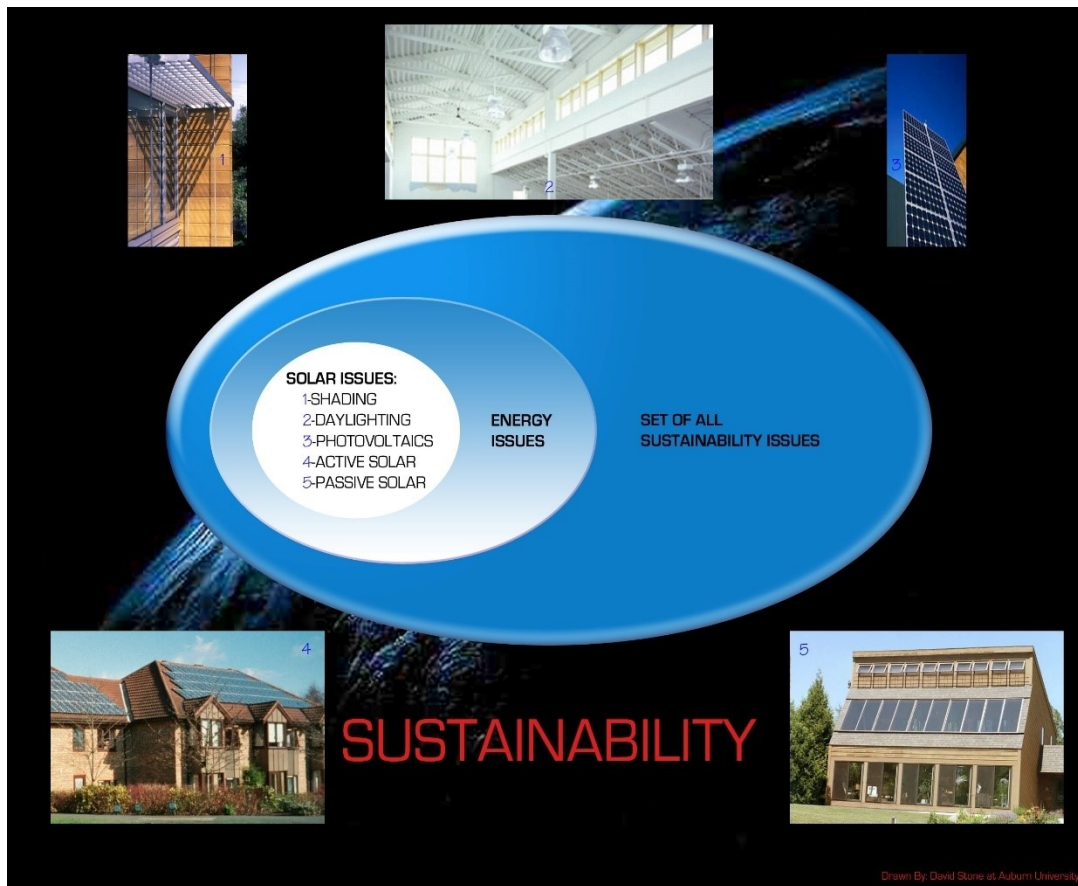 1
2
3
SOLAR ISSUES:
1-SHADING
2-DAYLIGHTING
3-PHOTOVOLTAICS
4-ACTIVE SOLAR
5-PASSIVE SOLAR
ENERGY
ISSUES
SET OF ALL
SUSTAINABILITY ISSUES
4
5
SUSTAINABILITY
Drawn By: David Stone at Auburn University